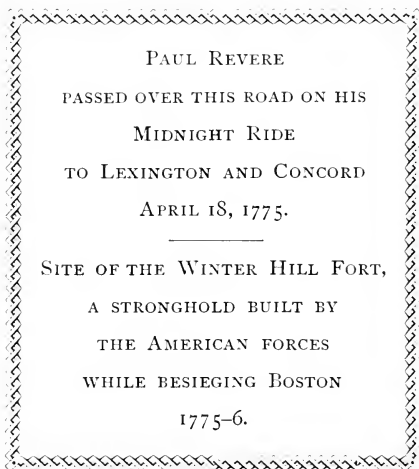 PAUL REVERE
PASSED OVER THIS ROAD ON HIS
MIDNIGHT RIDE
TO LEXINGTON AND CONCORD
APRIL 18, 1775.
SITE OF THE WINTER HILL FORT,
A STRONGHOLD BUILT BY
THE AMERICAN FORCES
WHILE BESIEGING BOSTON
1775–6.